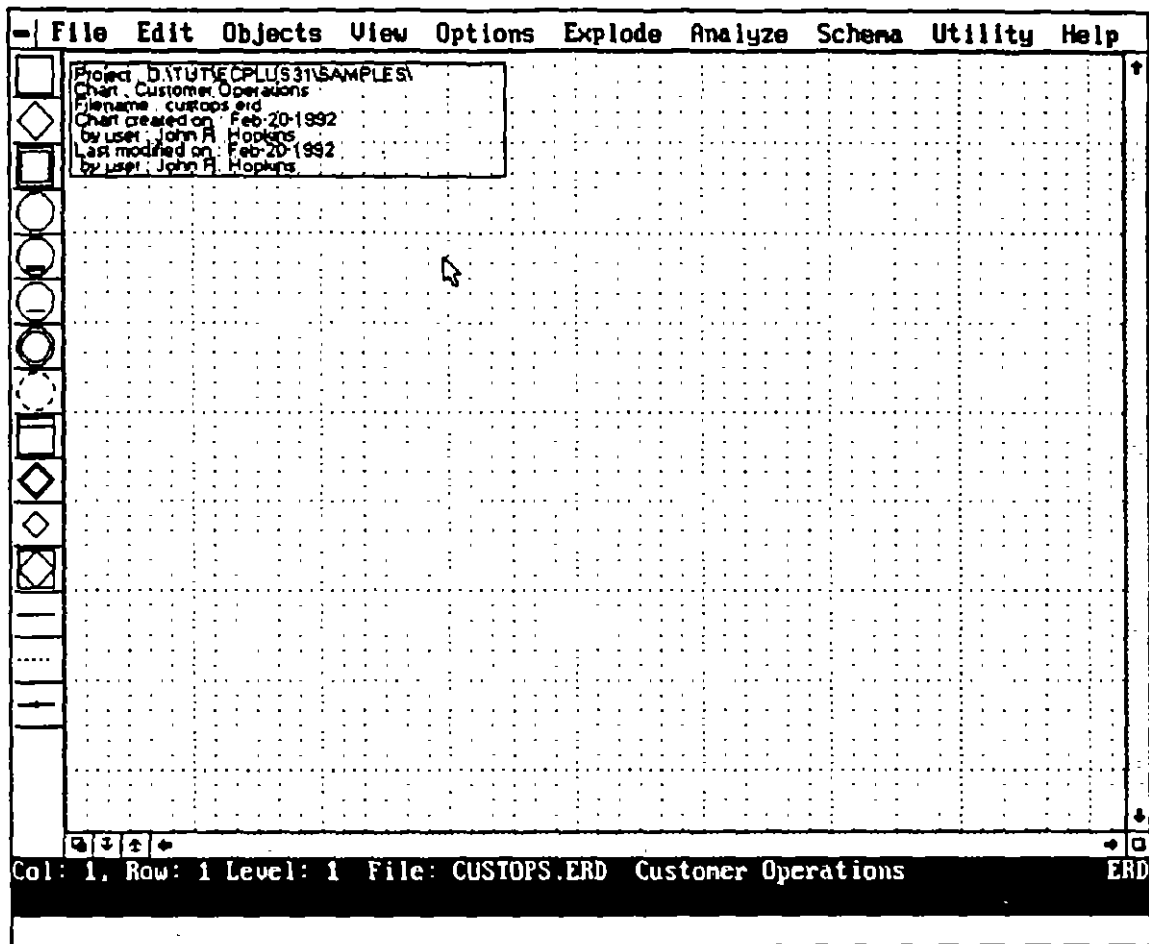 File Edit Objects View Options Explode Analyze Schema Utility Help
Project : D:\TUT\ECPLUS31\SAMPLES\
Chart : Customer Operations
Filename : custops.erd
Chart created on : Feb-20-1992
by user : John R. Hopkins
Last modified on : Feb-20-1992
by user : John R. Hopkins
Col: 1, Row: 1 Level: 1 File: CUSTOPS.ERD Customer Operations ERD